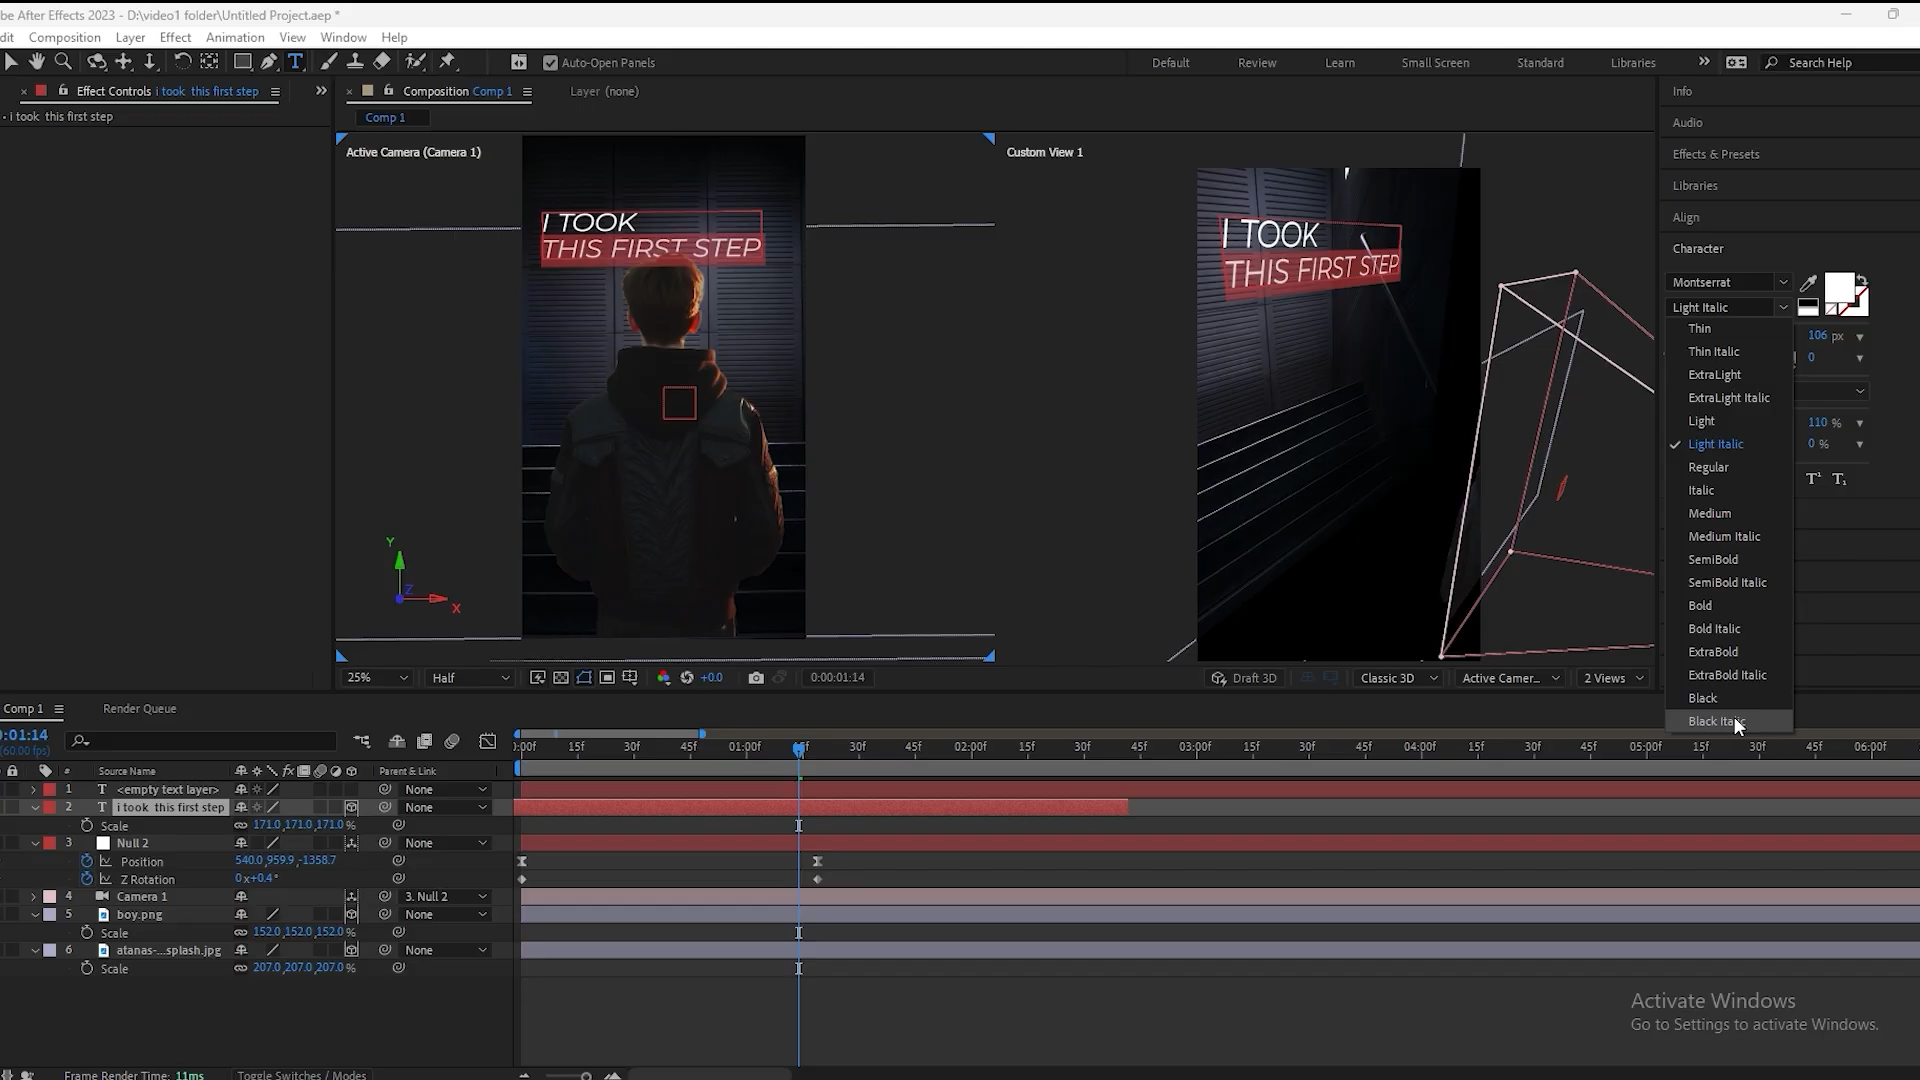 be After Effects 2023 - D:\video1 folder\Untitled Project.aep *
dit Composition Layer Effect Animation View Window Help
Auto-Open Panels
Default Review Learn Small Screen Standard Libraries » Search Help
× Effect Controls i took this first step »
× Composition Comp 1 Layer (none)
Info
• i took this first step
Comp 1
Audio
Active Camera (Camera 1)
Custom View 1
Effects & Presets
Libraries
Align
Character
I TOOK
THIS FIRST STEP
I TOOK
THIS FIRST STEP
Montserrat
Light Italic
106 px
0
110 %
0 %
T¹ T₁
Thin
Thin Italic
ExtraLight
ExtraLight Italic
Light
Light Italic
Regular
Italic
Medium
Medium Italic
SemiBold
SemiBold Italic
Bold
Bold Italic
ExtraBold
ExtraBold Italic
Black
Black Italic
Y
Z
X
25% Half +0.0 0:00:01:14
Draft 3D Classic 3D Active Camer... 2 Views
Comp 1 Render Queue
:01:14
(60.00 fps)
):00f 15f 30f 45f 01:00f 15f 30f 45f 02:00f 15f 30f 45f 03:00f 15f 30f 45f 04:00f 15f 30f 45f 05:00f 15f 30f 45f 06:00f
# Source Name fx Parent & Link
1 T <empty text layer> None
2 T i took this first step None
Scale 171.0,171.0,171.0 %
3 Null 2 None
Position 540.0,959.9,-1358.7
Z Rotation 0x+0.4°
4 Camera 1 3. Null 2
5 boy.png None
Scale 152.0,152.0,152.0 %
6 atanas-...splash.jpg None
Scale 207.0,207.0,207.0 %
Activate Windows
Go to Settings to activate Windows.
Frame Render Time: 11ms Toggle Switches / Modes